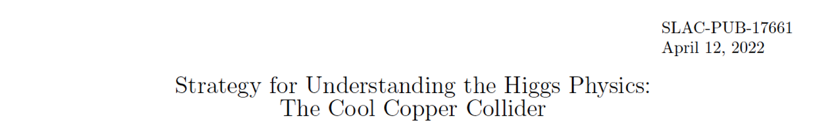 SLAC-PUB-17661
April 12, 2022
Strategy for Understanding the Higgs Physics:
The Cool Copper Collider